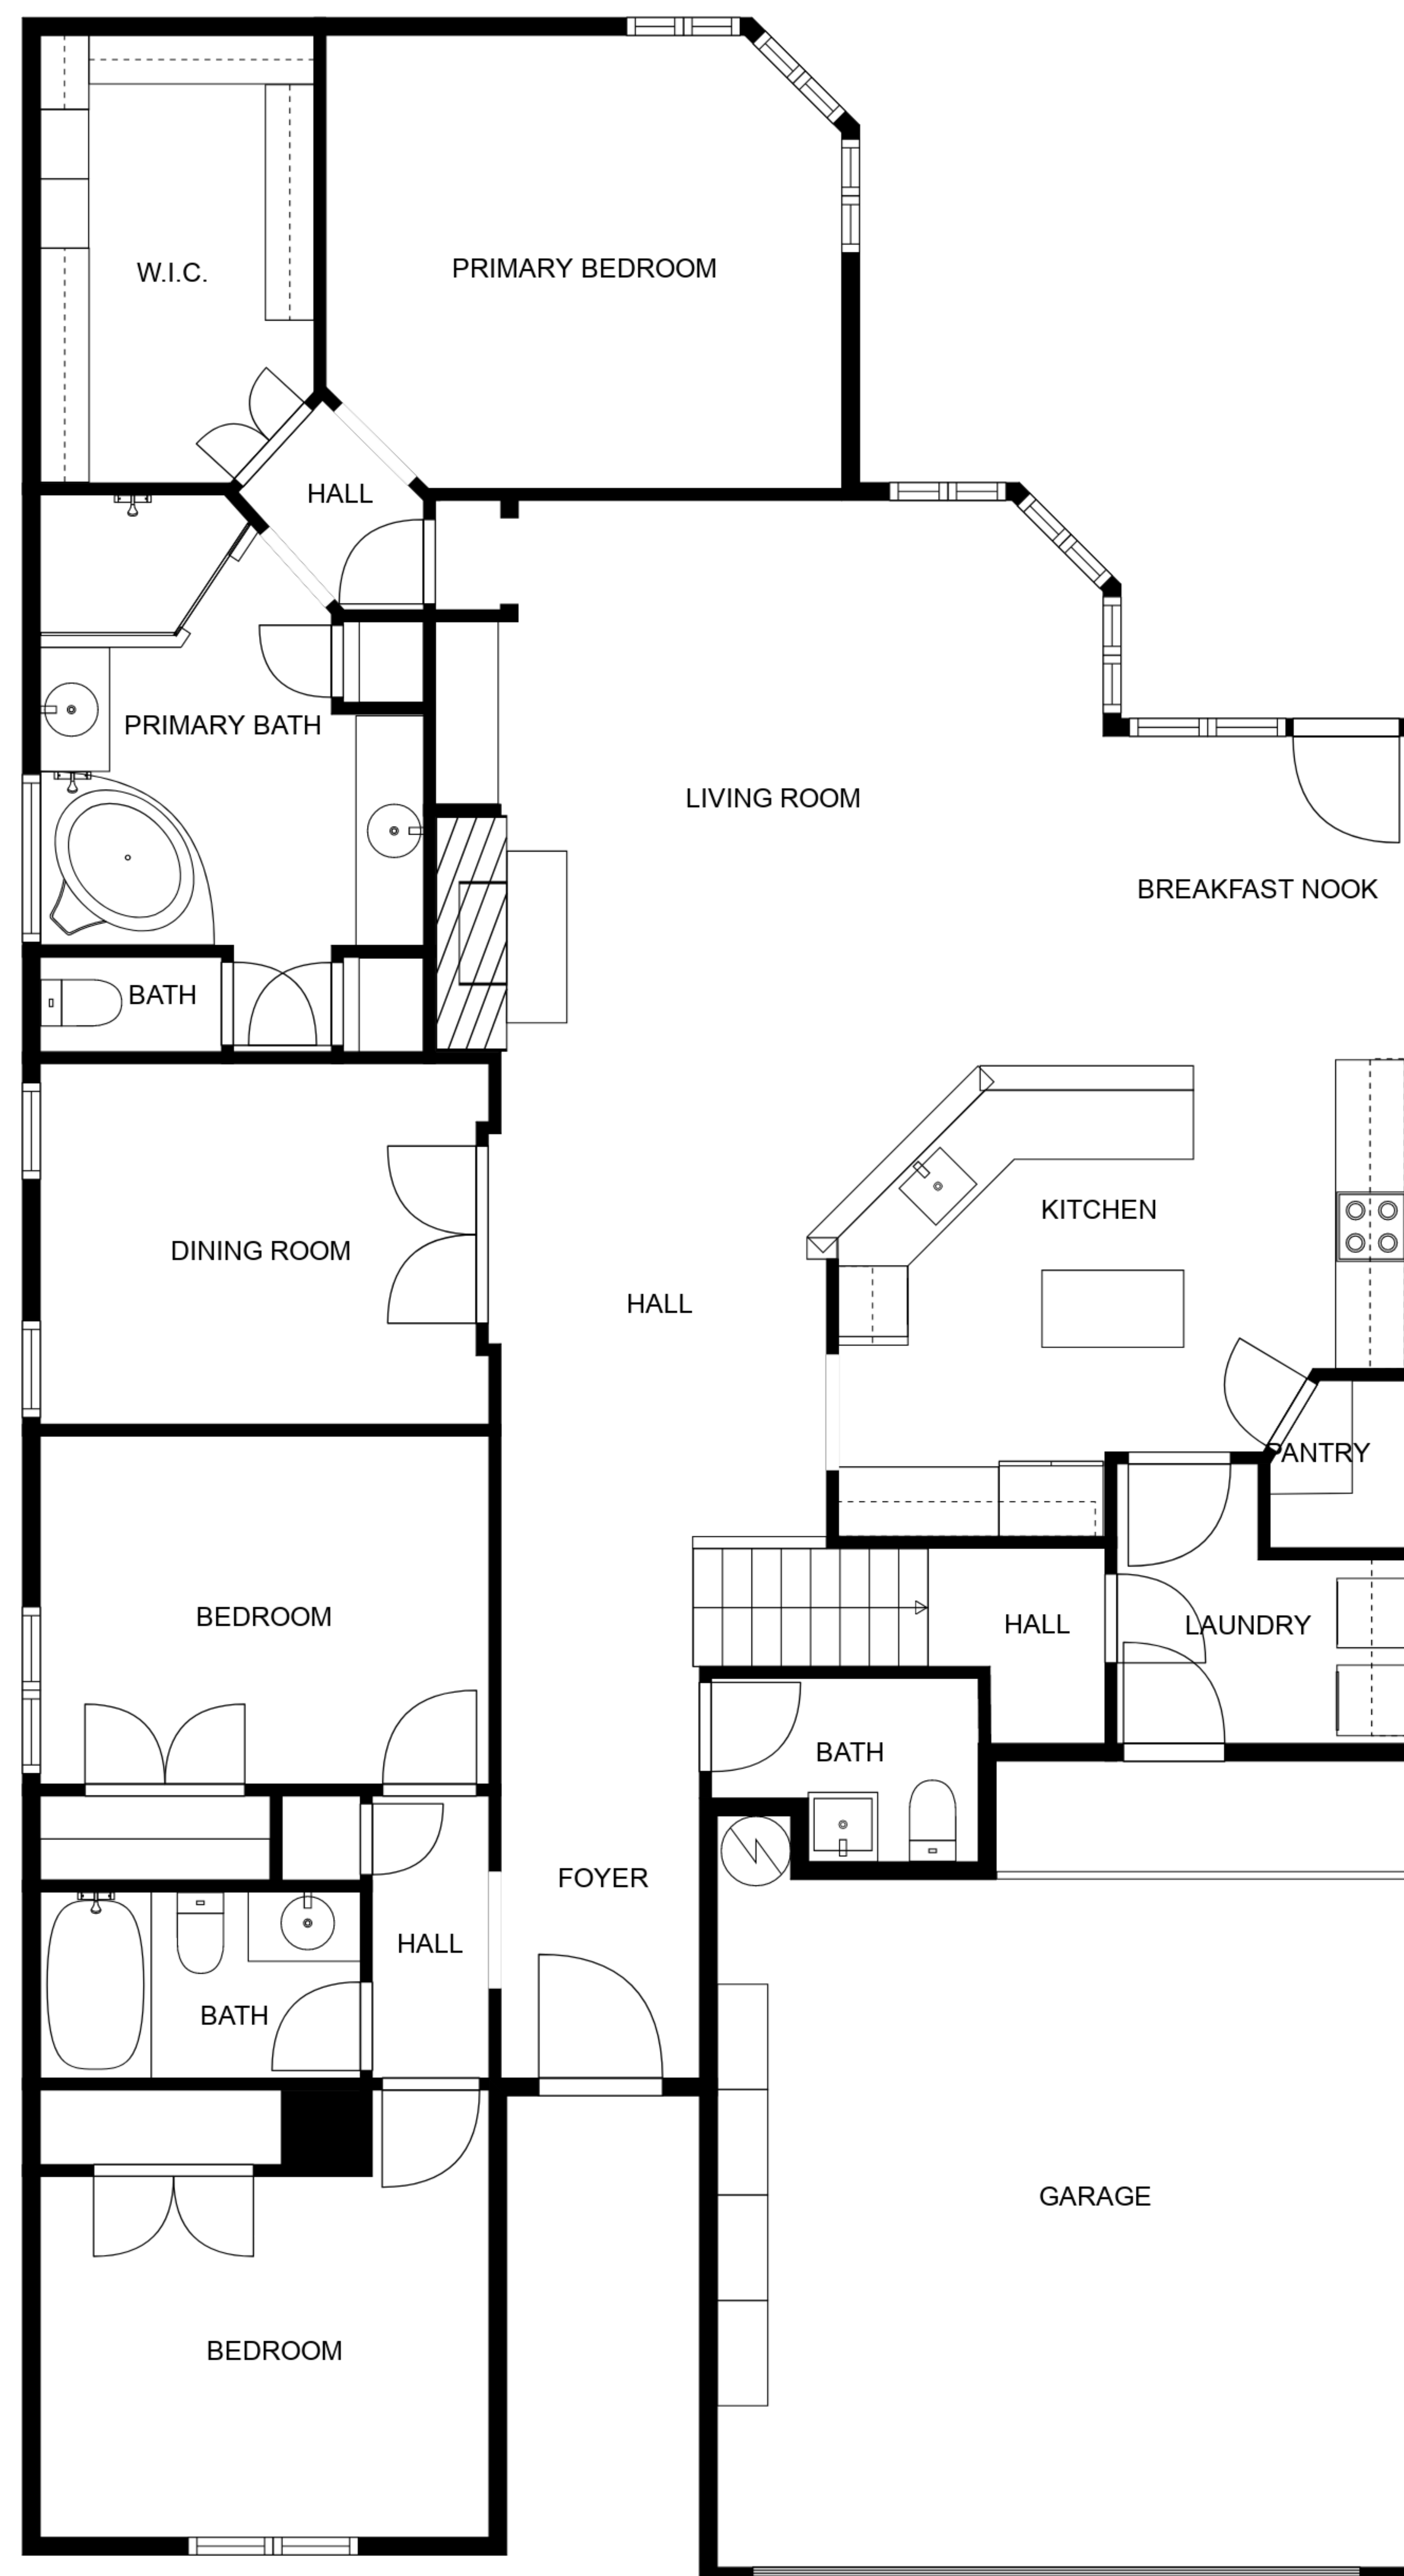 PRIMARY BEDROOM
W.I.C.
HALL
PRIMARY BATH
LIVING ROOM
BREAKFAST NOOK
BATH
KITCHEN
DINING ROOM
HALL
PANTRY
BEDROOM
HALL
LAUNDRY
BATH
FOYER
HALL
BATH
GARAGE
BEDROOM